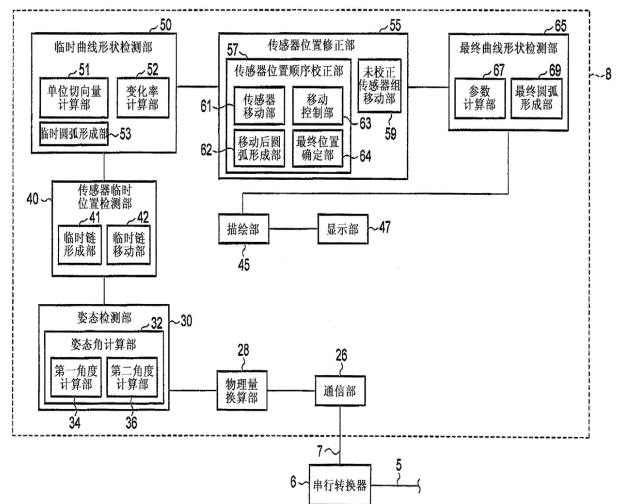 50
临时曲线形状检测部
51
单位切向量
计算部
52
变化率
计算部
临时圆弧形成部
53
55
传感器位置修正部
57
传感器位置顺序校正部
61
传感器
移动部
移动
控制部
63
62
移动后圆
弧形成部
最终位置
确定部
64
未校正
传感器组
移动部
59
65
最终曲线形状检测部
67
参数
计算部
69
最终圆弧
形成部
8
40
传感器临时
位置检测部
41
临时链
形成部
42
临时链
移动部
描绘部
45
显示部
47
姿态检测部
30
32
姿态角计算部
第一角度
计算部
34
第二角度
计算部
36
28
物理量
换算部
26
通信部
7
6
串行转换器
5